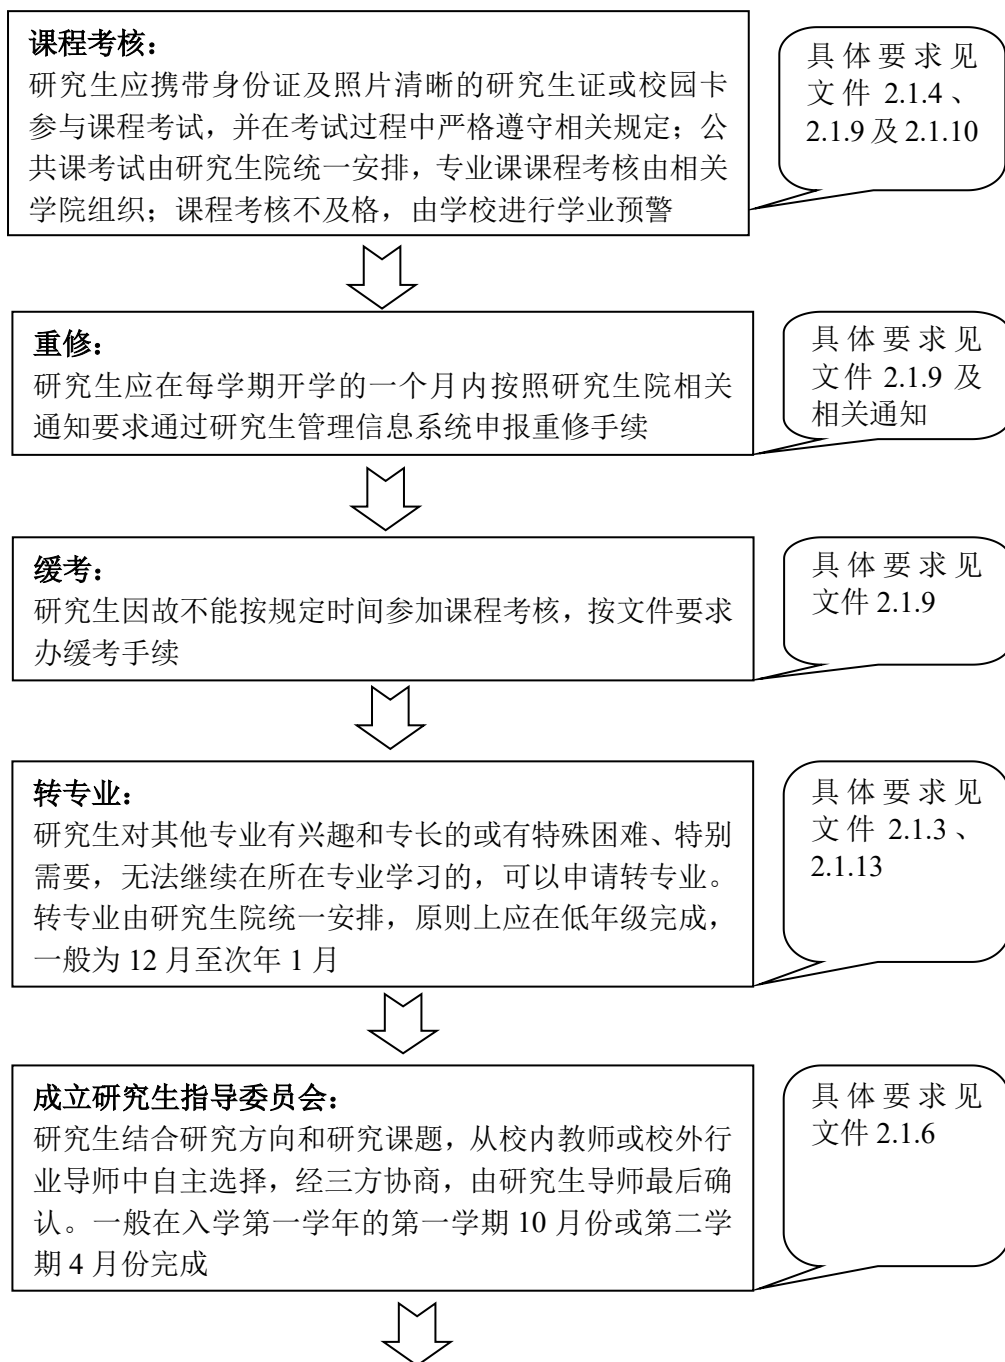 课程考核：
研究生应携带身份证及照片清晰的研究生证或校园卡
参与课程考试，并在考试过程中严格遵守相关规定；公
共课考试由研究生院统一安排，专业课课程考核由相关
学院组织；课程考核不及格，由学校进行学业预警
具体要求见
文件 2.1.4、
2.1.9 及 2.1.10
重修：
研究生应在每学期开学的一个月内按照研究生院相关
通知要求通过研究生管理信息系统申报重修手续
具体要求见
文件 2.1.9 及
相关通知
缓考：
研究生因故不能按规定时间参加课程考核，按文件要求
办缓考手续
具体要求见
文件 2.1.9
转专业：
研究生对其他专业有兴趣和专长的或有特殊困难、特别
需要，无法继续在所在专业学习的，可以申请转专业。
转专业由研究生院统一安排，原则上应在低年级完成，
一般为 12 月至次年 1 月
具体要求见
文件 2.1.3、
2.1.13
成立研究生指导委员会：
研究生结合研究方向和研究课题，从校内教师或校外行
业导师中自主选择，经三方协商，由研究生导师最后确
认。一般在入学第一学年的第一学期 10 月份或第二学
期 4 月份完成
具体要求见
文件 2.1.6